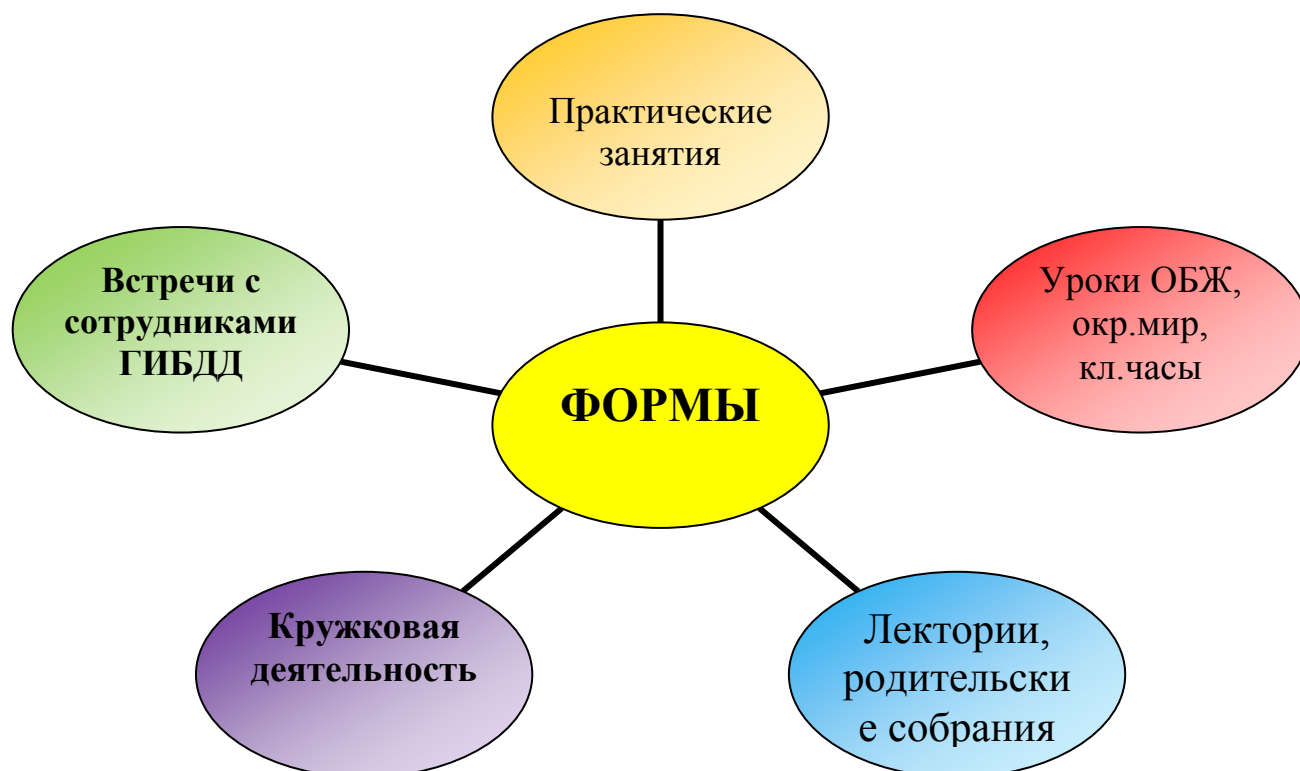 Практические
занятия
Встречи с
сотрудниками
ГИБДД
Уроки ОБЖ,
окр.мир,
кл.часы
ФОРМЫ
Кружковая
деятельность
Лектории,
родительски
е собрания